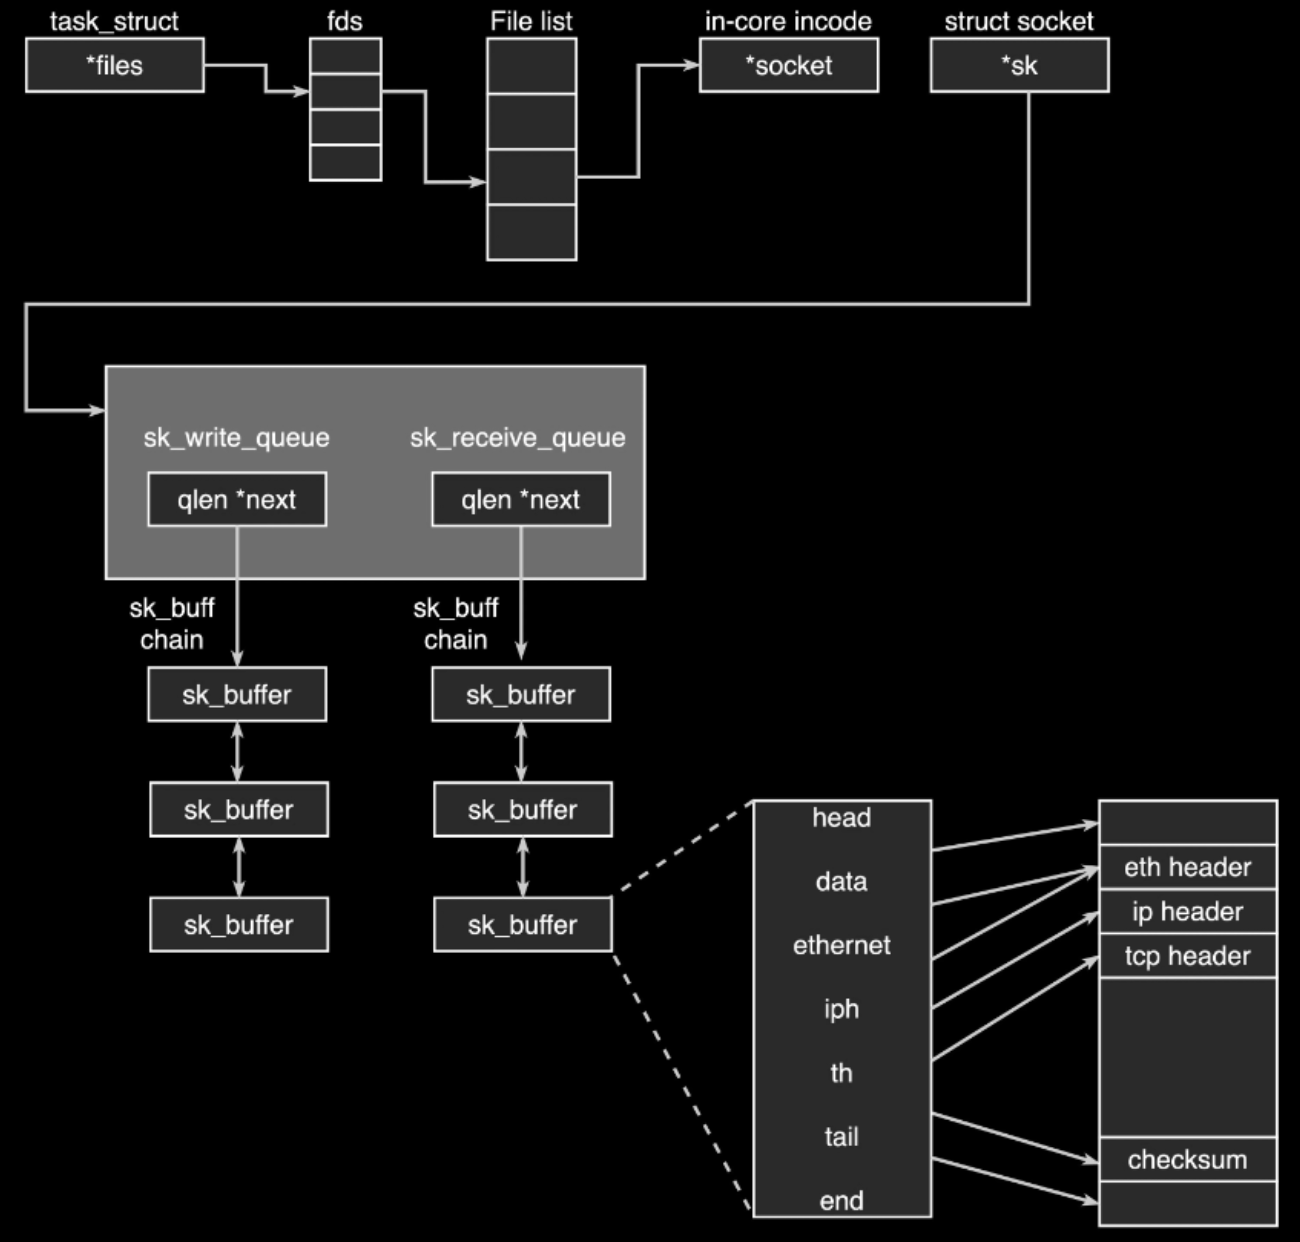 task_struct
fds
File list
in-core incode
struct socket
*files
*socket
*sk
sk_write_queue
sk_receive_queue
qlen *next
qlen *next
sk_buff
chain
sk_buff
chain
sk_buffer
sk_buffer
sk_buffer
sk_buffer
sk_buffer
sk_buffer
head
data
ethernet
iph
th
tail
end
eth header
ip header
tcp header
checksum